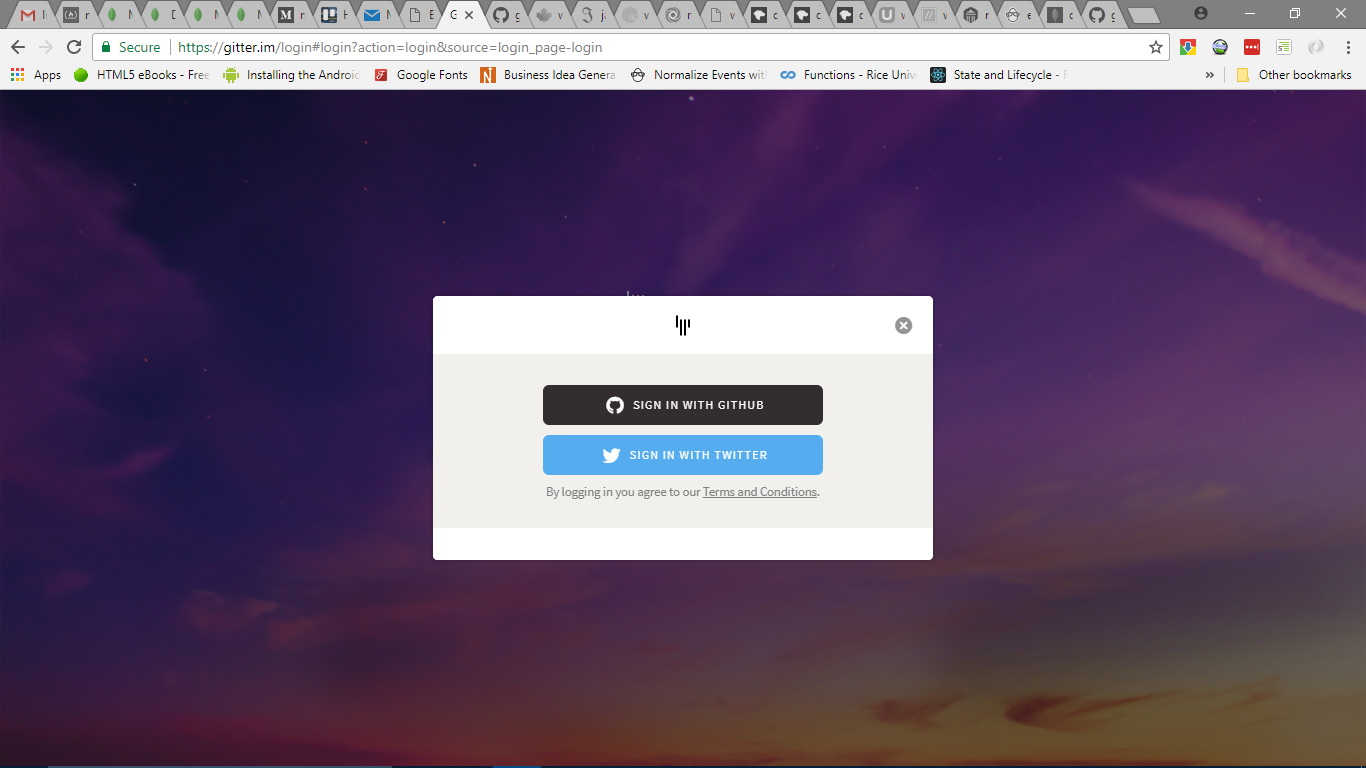 Secure https://gitter.im/login#login?action=login&source=login_page-login
Apps HTML5 eBooks - Free Installing the Androi Google Fonts Business Idea Genera Normalize Events wit Functions - Rice Univ State and Lifecycle - » Other bookmarks
SIGN IN WITH GITHUB
SIGN IN WITH TWITTER
By logging in you agree to our Terms and Conditions.